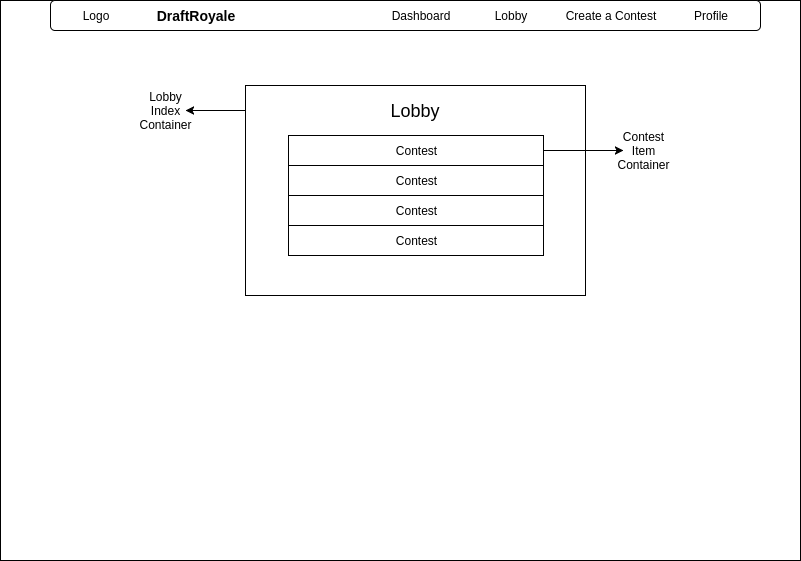 Logo DraftRoyale Dashboard Lobby Create a Contest Profile
Lobby
Index
Container
Lobby
Contest
Contest
Contest
Contest
Contest
Item
Container